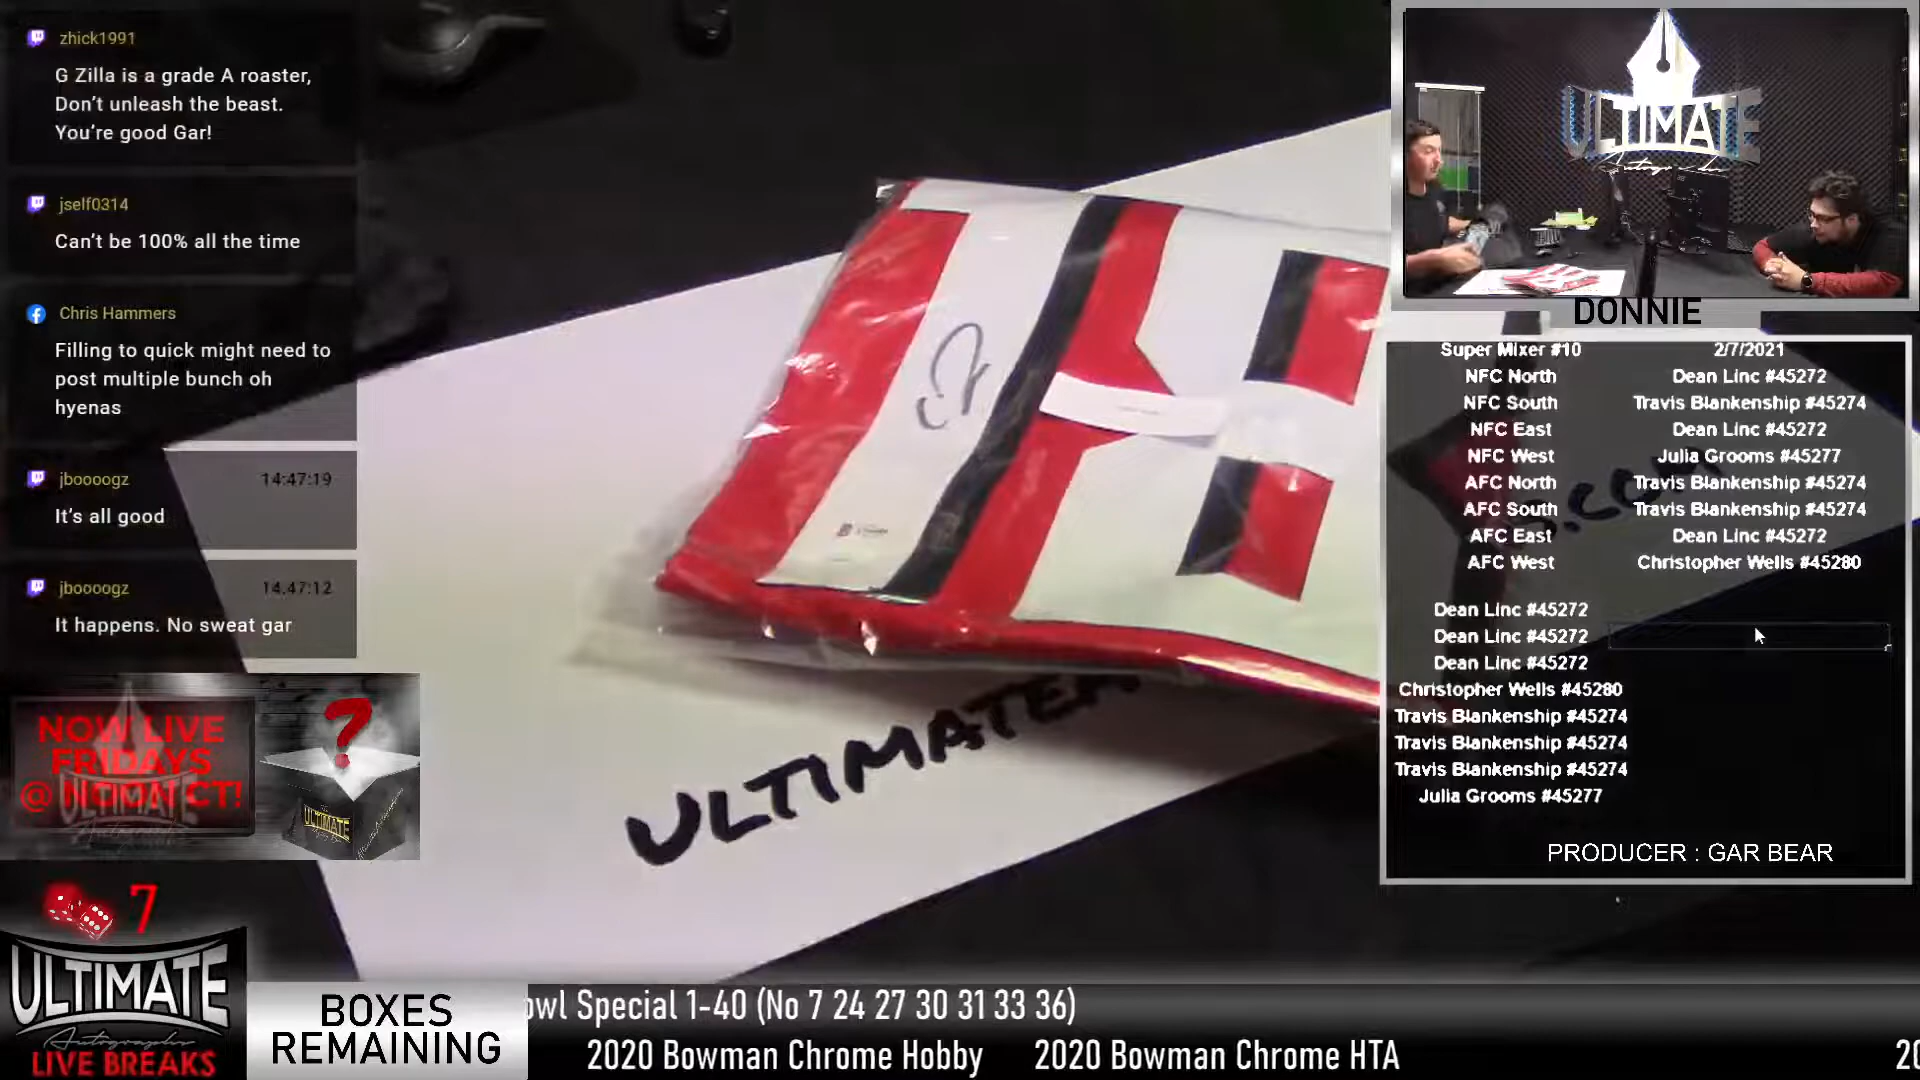 zhick1991
G Zilla is a grade A roaster,
Don't unleash the beast.
You're good Gar!
jself0314
Can't be 100% all the time
Chris Hammers
Filling to quick might need to
post multiple bunch oh
hyenas
jboooogz 14:47:19
It's all good
jboooogz 14:47:12
It happens. No sweat gar
NOW LIVE
FRIDAYS
@ NOON CT!
ULTIMATE
?
ULTIMATE
7
ULTIMATE
Autographs
LIVE BREAKS
BOXES
REMAINING
owl Special 1-40 (No 7 24 27 30 31 33 36)
2020 Bowman Chrome Hobby 2020 Bowman Chrome HTA 20
ULTIMATE
ULTIMATE
Autographs
DONNIE
Super Mixer #10 2/7/2021
NFC North Dean Linc #45272
NFC South Travis Blankenship #45274
NFC East Dean Linc #45272
NFC West Julia Grooms #45277
AFC North Travis Blankenship #45274
AFC South Travis Blankenship #45274
AFC East Dean Linc #45272
AFC West Christopher Wells #45280
Dean Linc #45272
Dean Linc #45272
Dean Linc #45272
Christopher Wells #45280
Travis Blankenship #45274
Travis Blankenship #45274
Travis Blankenship #45274
Julia Grooms #45277
PRODUCER : GAR BEAR